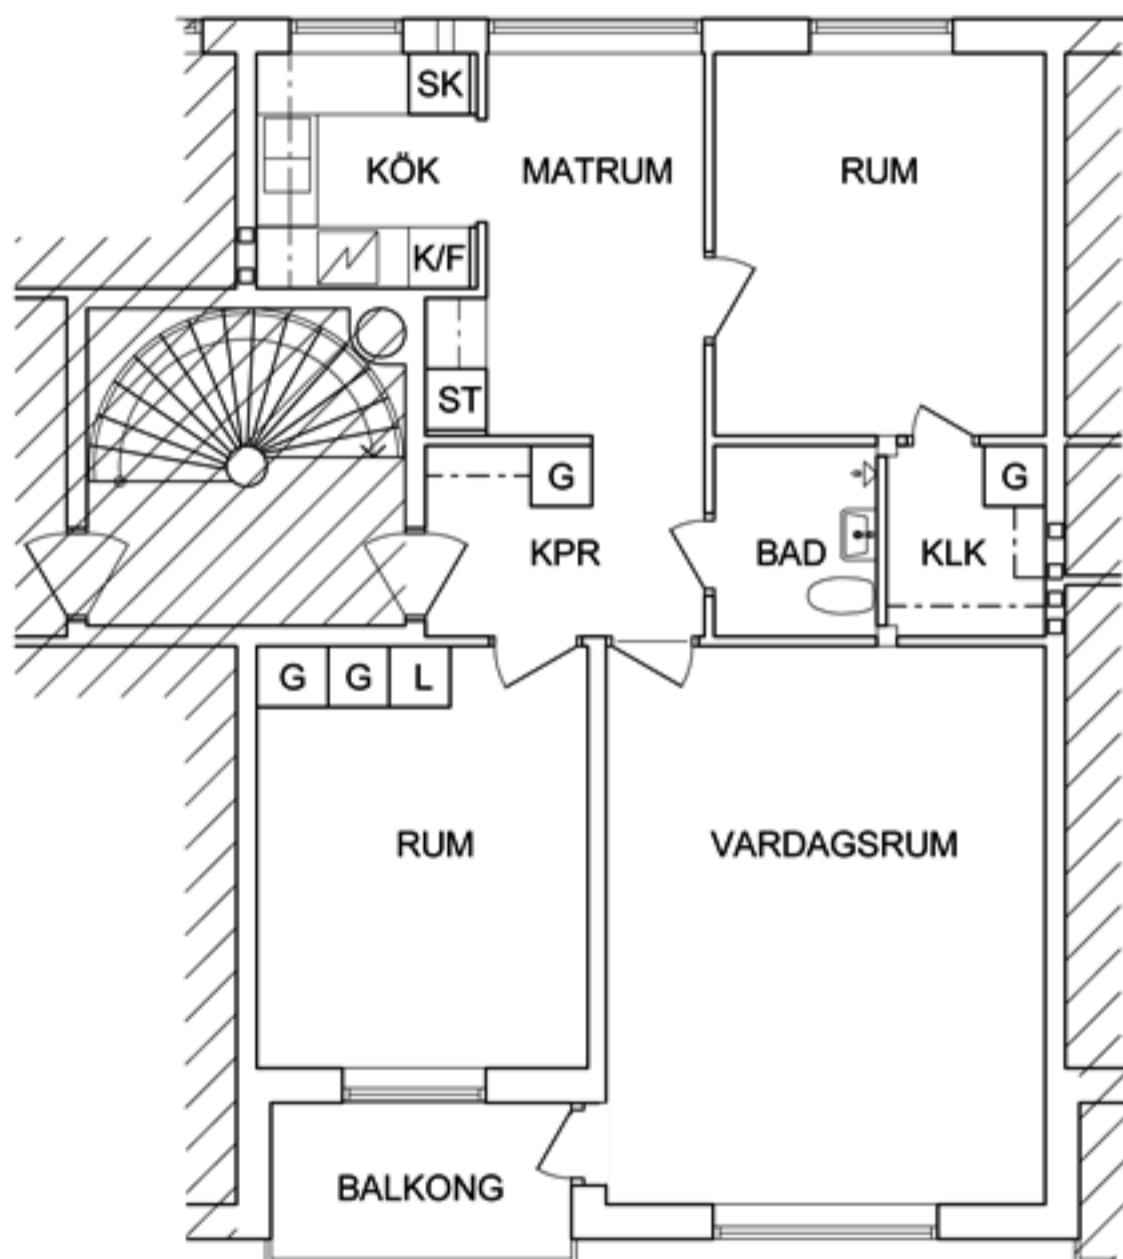 SK
KÖK
MATRUM
RUM
K/F
ST
G
G
KPR
BAD
KLK
G
G
L
RUM
VARDAGSRUM
BALKONG